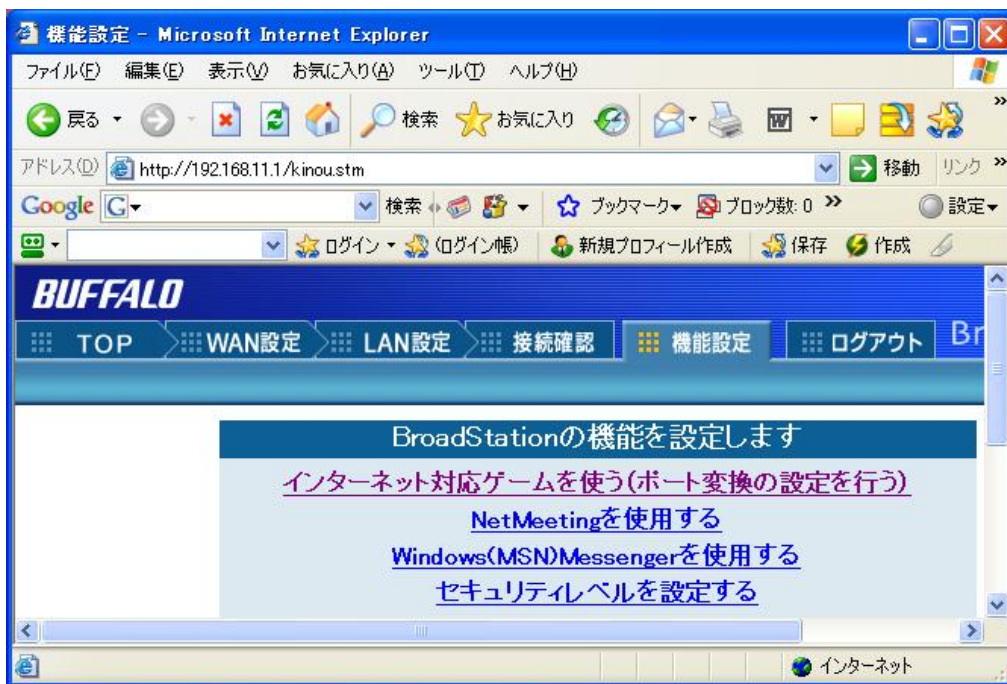 機能設定 - Microsoft Internet Explorer
ファイル(F) 編集(E) 表示(V) お気に入り(A) ツール(T) ヘルプ(H)
戻る 検索 お気に入り »
アドレス(D) http://192.168.11.1/kinou.stm 移動 リンク »
Google G 検索 ブックマーク ブロック数: 0 » 設定
ログイン (ログイン帳) 新規プロフィール作成 保存 作成
BUFFALO
TOP WAN設定 LAN設定 接続確認 機能設定 ログアウト Br
BroadStationの機能を設定します
インターネット対応ゲームを使う(ポート変換の設定を行う)
NetMeetingを使用する
Windows(MSN)Messengerを使用する
セキュリティレベルを設定する
インターネット